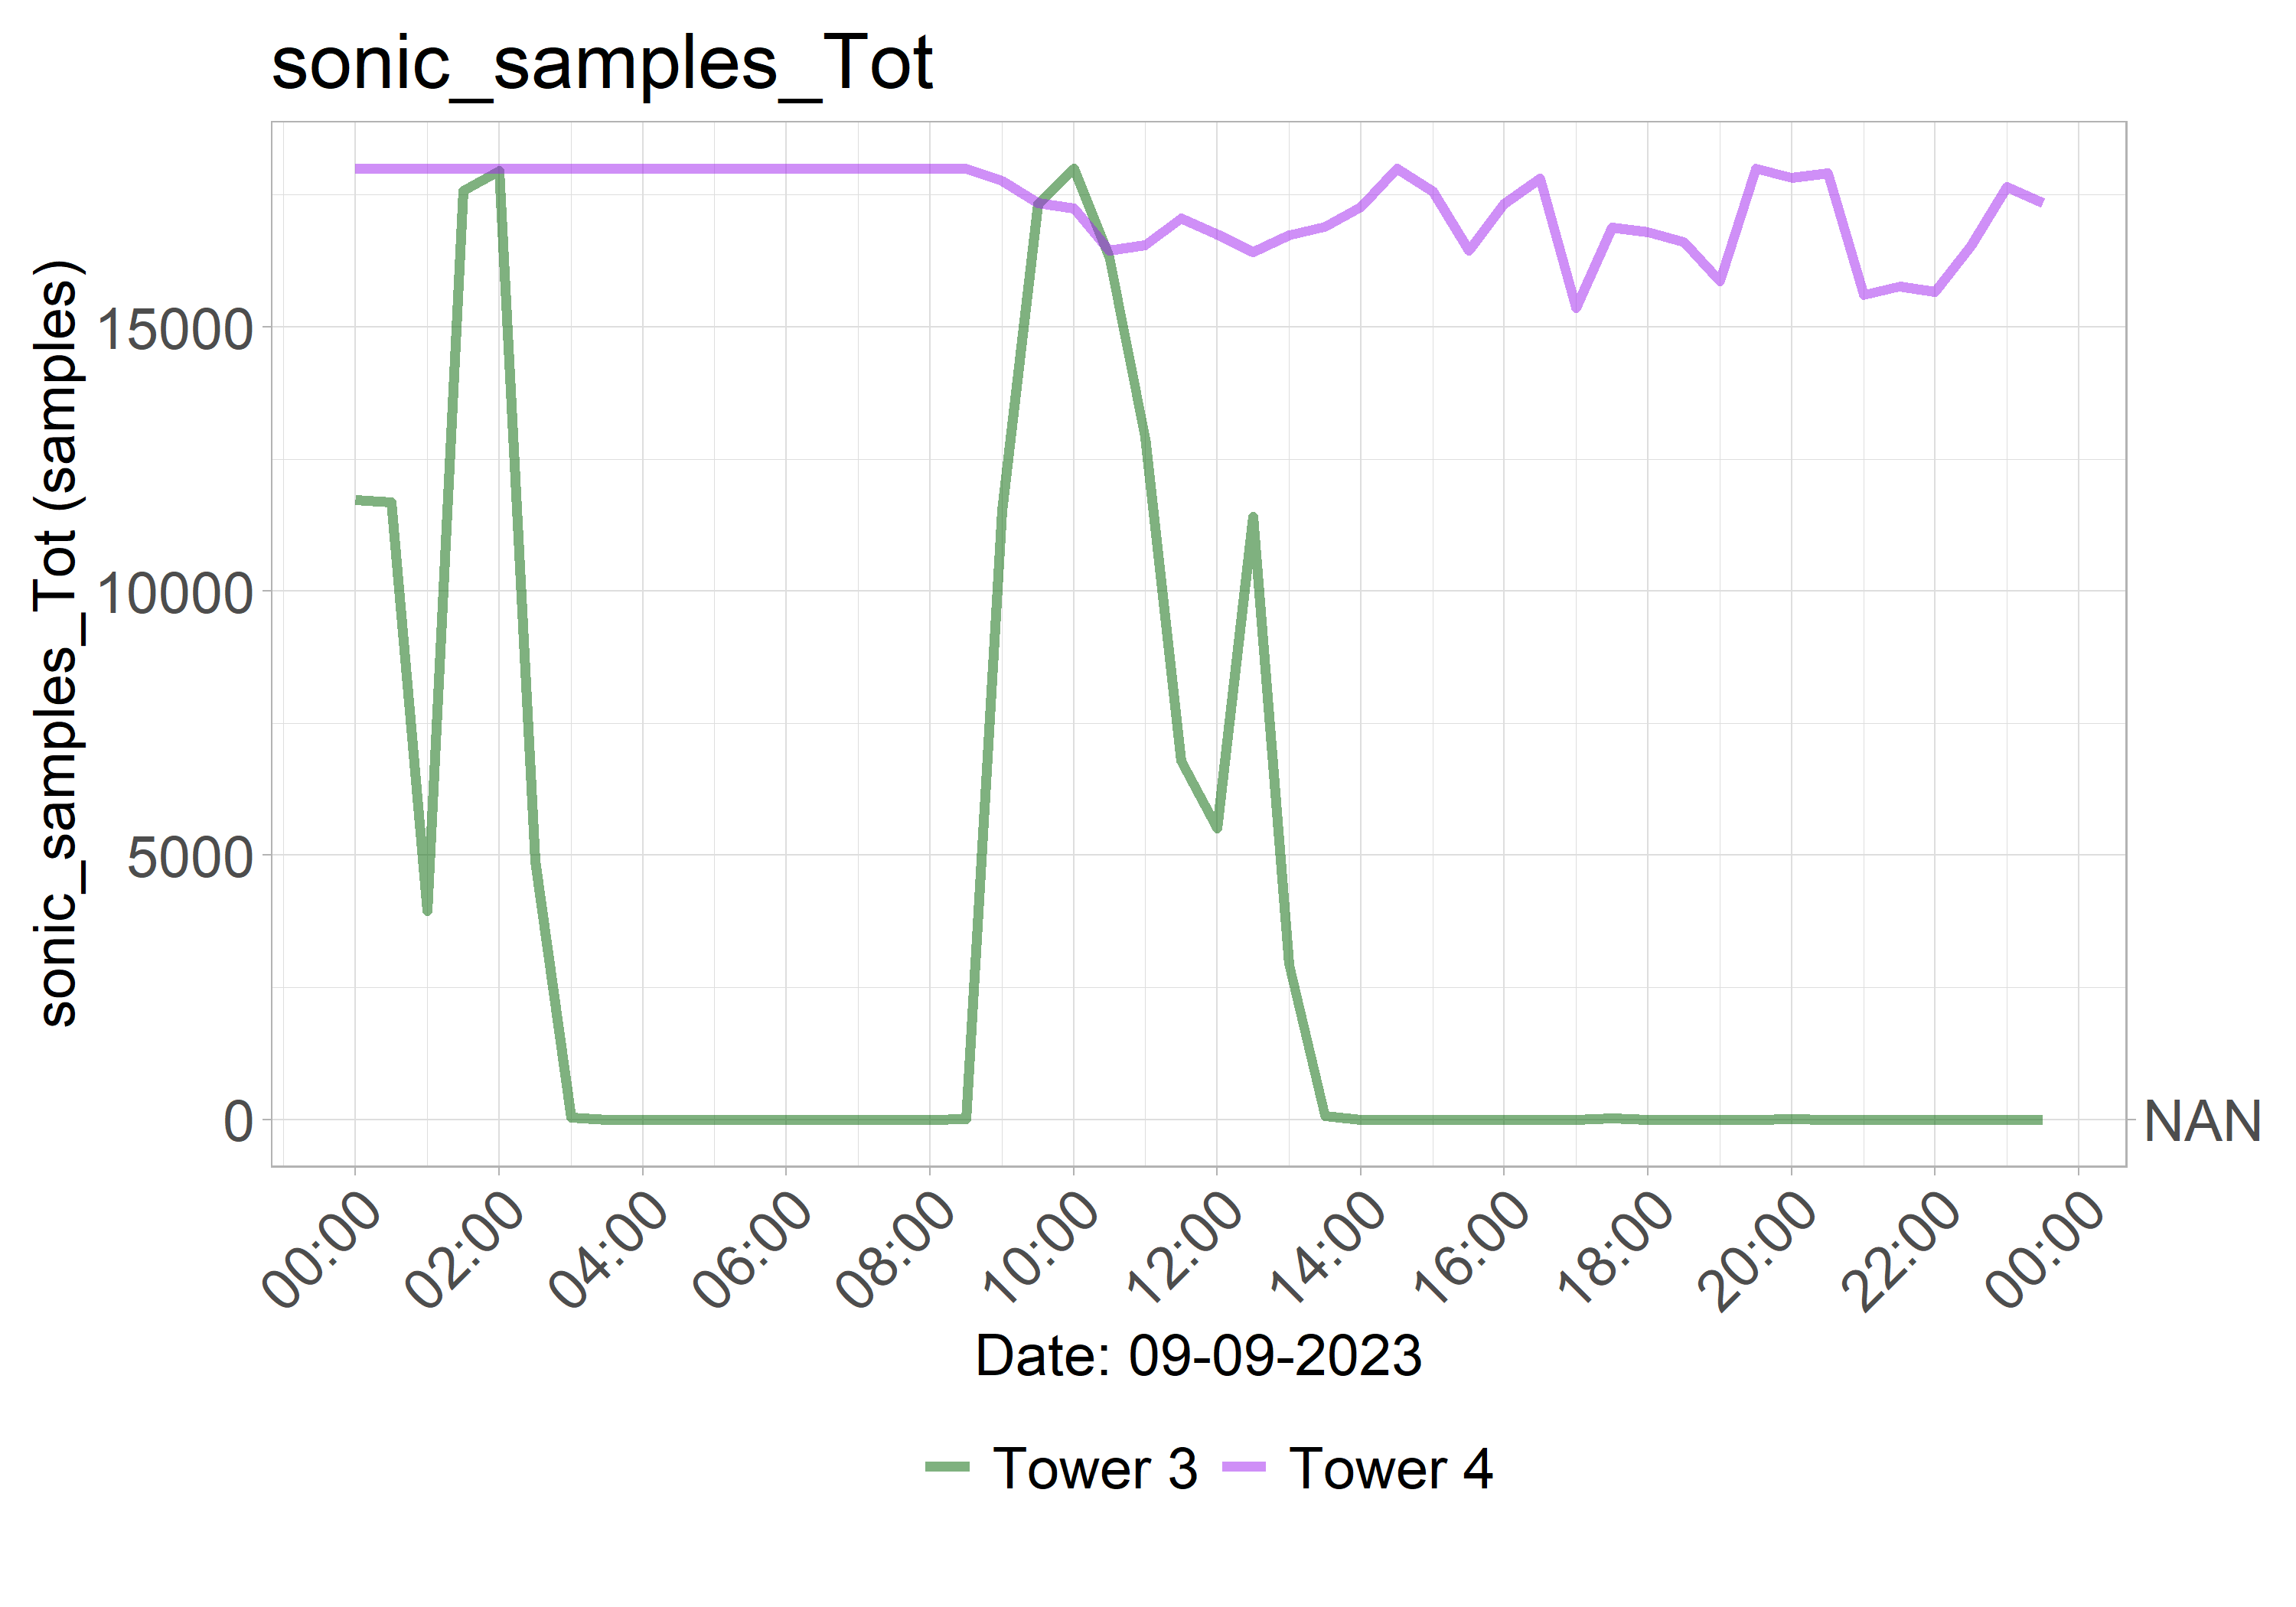 sonic_samples_Tot
sonic_samples_Tot (samples)
15000
10000
5000
0
NAN
00:00
02:00
04:00
06:00
08:00
10:00
12:00
14:00
16:00
18:00
20:00
22:00
00:00
Date: 09-09-2023
Tower 3
Tower 4